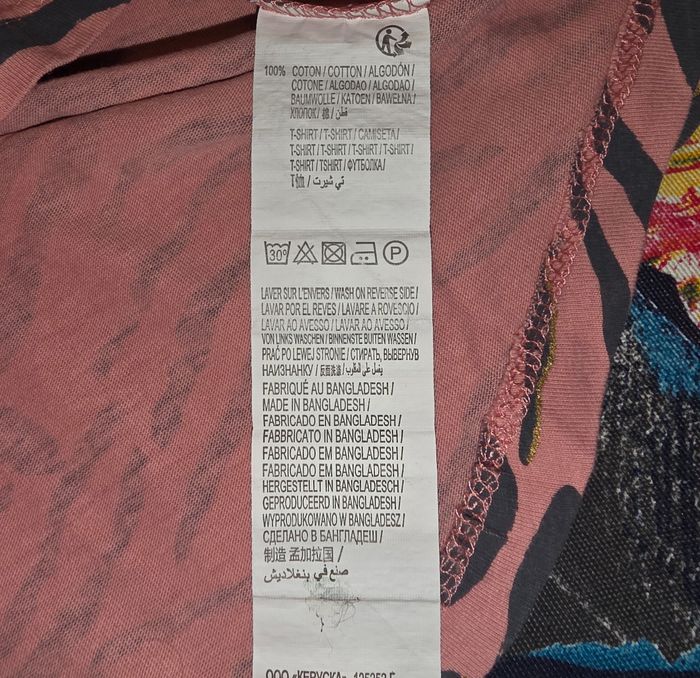 100% COTON / COTTON / ALGODÓN /
COTONE / ALGODAO / ALGODAO /
BAUMWOLLE / KATOEN / BAWEŁNA /
ХЛОПОК / 棉 / قطن /
T-SHIRT / T-SHIRT / CAMISETA /
T-SHIRT / T-SHIRT / T-SHIRT / T-SHIRT /
T-SHIRT / TSHIRT / ФУТБОЛКА /
T恤 / تي شيرت /
30° P
LAVER SUR L'ENVERS / WASH ON REVERSE SIDE /
LAVAR POR EL REVES / LAVARE A ROVESCIO /
LAVAR AO AVESSO / LAVAR AO AVESSO /
VON LINKS WASCHEN / BINNENSTE BUITEN WASSEN /
PRAĆ PO LEWEJ STRONIE / СТИРАТЬ, ВЫВЕРНУВ
НАИЗНАНКУ / 反面洗涤 / يغسل على المقلوب /
FABRIQUÉ AU BANGLADESH /
MADE IN BANGLADESH /
FABRICADO EN BANGLADESH /
FABBRICATO IN BANGLADESH /
FABRICADO EM BANGLADESH /
FABRICADO EM BANGLADESH /
HERGESTELLT IN BANGLADESCH /
GEPRODUCEERD IN BANGLADESH /
WYPRODUKOWANO W BANGLADESZ /
СДЕЛАНО В БАНГЛАДЕШ /
制造 孟加拉国 /
صنع في بنغلاديش
ООО «КЕРУСКА»